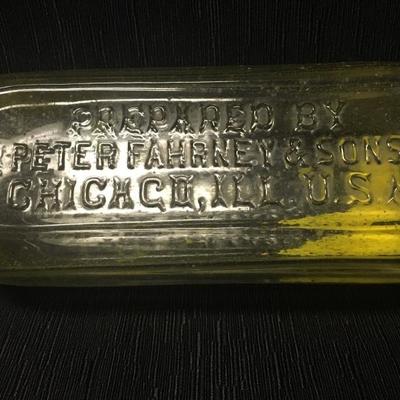 PREPARED BY
PETER FAHRNEY & SONS
CHICAGO, ILL. U.S.A